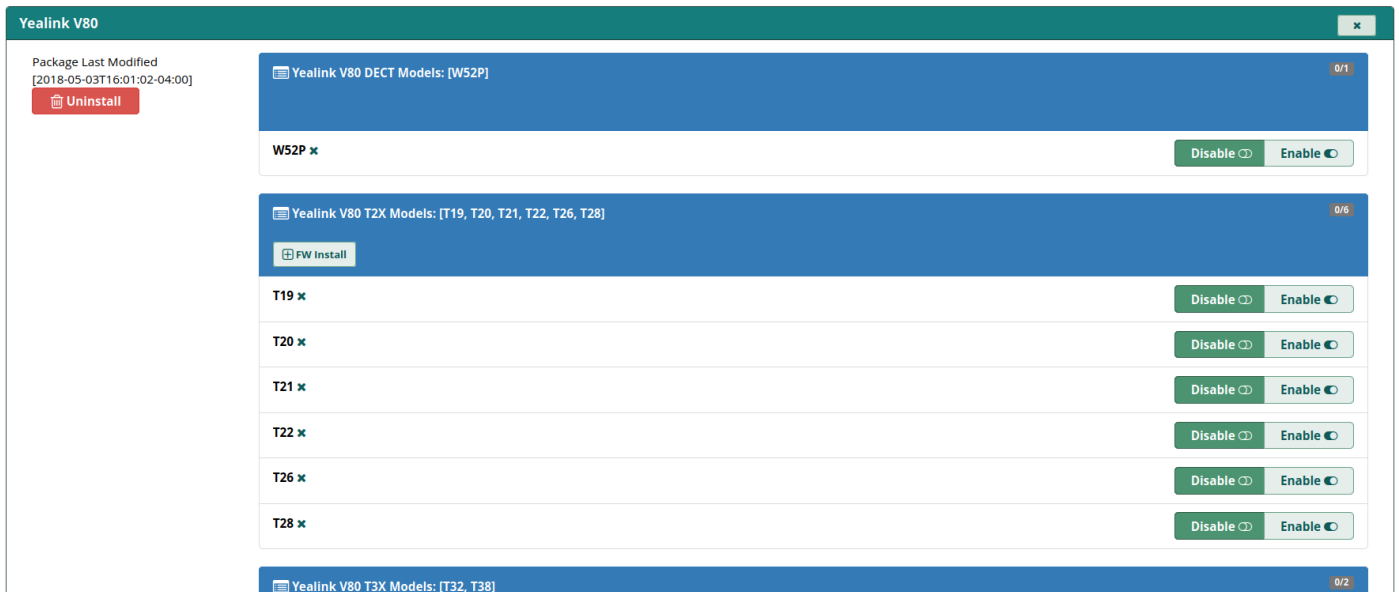 Yealink V80
Package Last Modified
[2018-05-03T16:01:02-04:00]
Uninstall
Yealink V80 DECT Models: [W52P]
0/1
W52P
Disable Enable
Yealink V80 T2X Models: [T19, T20, T21, T22, T26, T28]
0/6
FW Install
T19
Disable Enable
T20
Disable Enable
T21
Disable Enable
T22
Disable Enable
T26
Disable Enable
T28
Disable Enable
Yealink V80 T3X Models: [T32, T38]
0/2